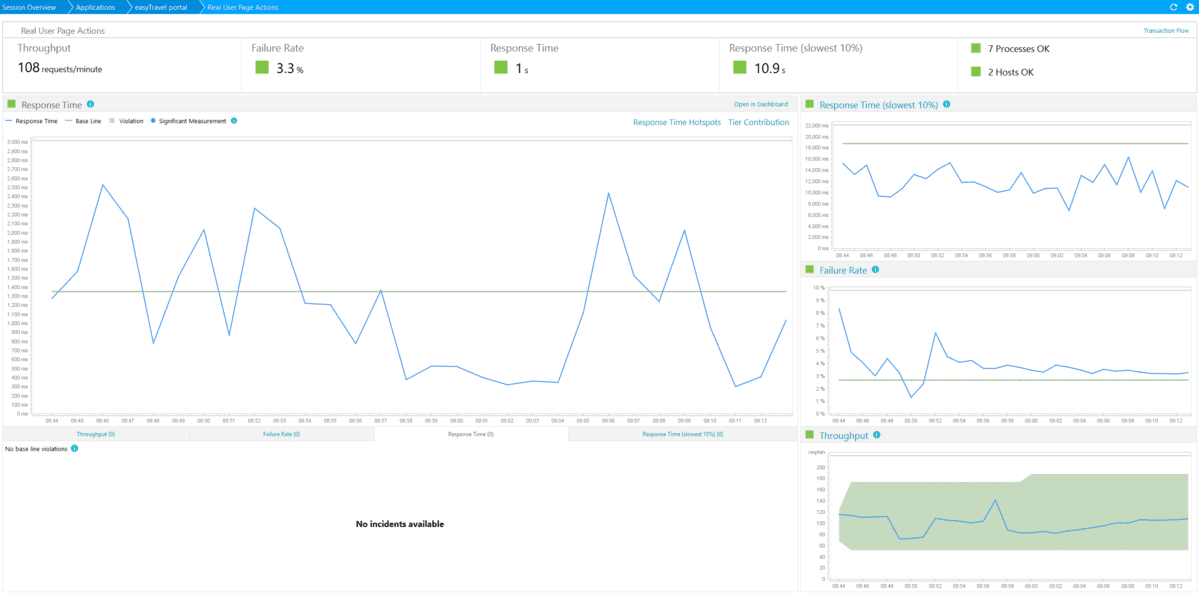 Session Overview Applications easyTravel portal Real User Page Actions
Real User Page Actions Transaction Flow
Throughput Failure Rate Response Time Response Time (slowest 10%) 7 Processes OK
108 requests/minute 3.3 % 1 s 10.9 s 2 Hosts OK
Response Time Open in Dashboard
Response Time Base Line Violation Significant Measurement Response Time Hotspots Tier Contribution
3,000 ms
2,900 ms
2,800 ms
2,700 ms
2,600 ms
2,500 ms
2,400 ms
2,300 ms
2,200 ms
2,100 ms
2,000 ms
1,900 ms
1,800 ms
1,700 ms
1,600 ms
1,500 ms
1,400 ms
1,300 ms
1,200 ms
1,100 ms
1,000 ms
900 ms
800 ms
700 ms
600 ms
500 ms
400 ms
300 ms
200 ms
100 ms
0 ms
08:44 08:45 08:46 08:47 08:48 08:49 08:50 08:51 08:52 08:53 08:54 08:55 08:56 08:57 08:58 08:59 09:00 09:01 09:02 09:03 09:04 09:05 09:06 09:07 09:08 09:09 09:10 09:11 09:12
Throughput (0) Failure Rate (0) Response Time (0) Response Time (slowest 10%) (0)
No base line violations
No incidents available
Response Time (slowest 10%)
22,000 ms
20,000 ms
18,000 ms
16,000 ms
14,000 ms
12,000 ms
10,000 ms
8,000 ms
6,000 ms
4,000 ms
2,000 ms
0 ms
08:44 08:46 08:48 08:50 08:52 08:54 08:56 08:58 09:00 09:02 09:04 09:06 09:08 09:10 09:12
Failure Rate
10 %
9 %
8 %
7 %
6 %
5 %
4 %
3 %
2 %
1 %
0 %
08:44 08:46 08:48 08:50 08:52 08:54 08:56 08:58 09:00 09:02 09:04 09:06 09:08 09:10 09:12
Throughput
req/min
200
180
160
140
120
100
80
60
40
20
0
08:44 08:46 08:48 08:50 08:52 08:54 08:56 08:58 09:00 09:02 09:04 09:06 09:08 09:10 09:12